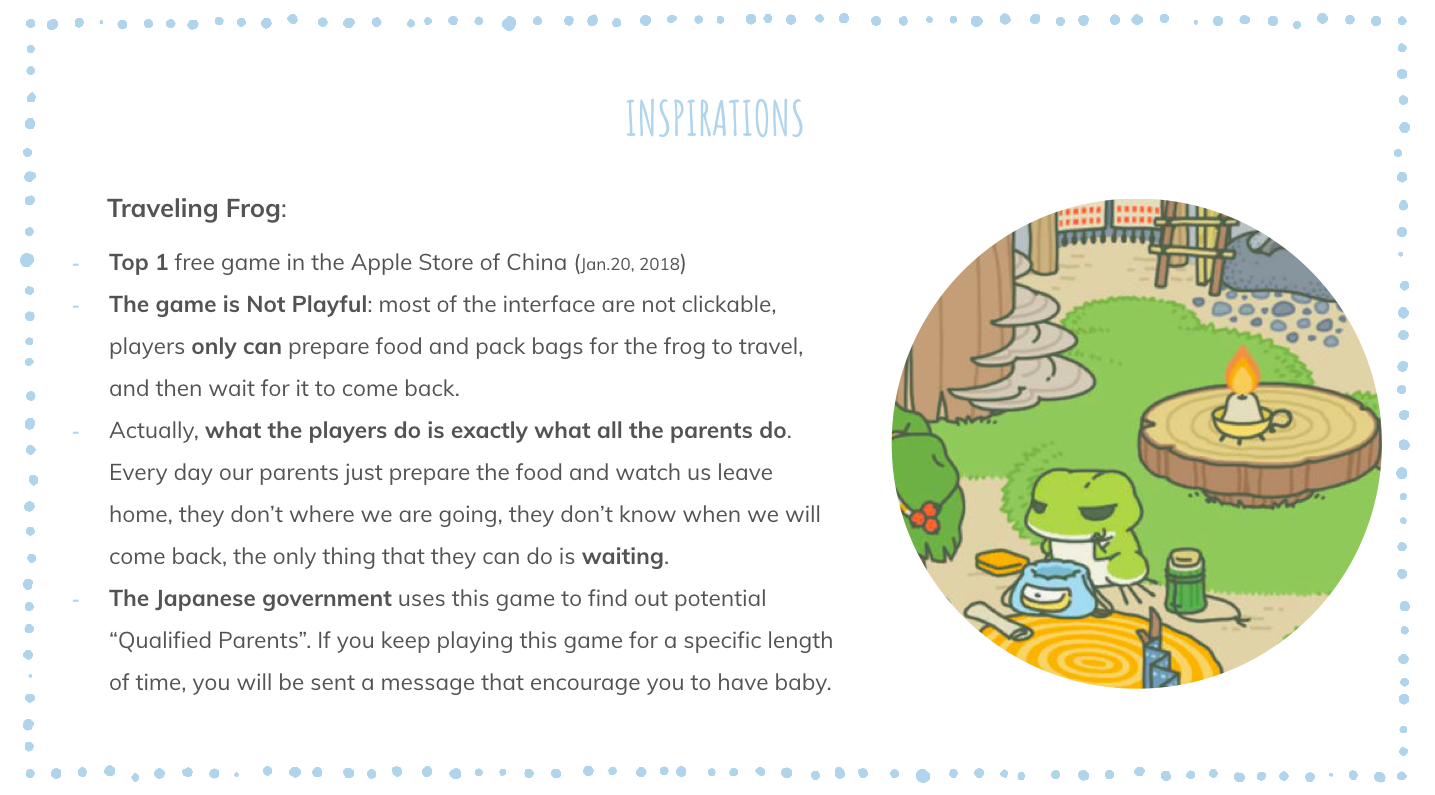 INSPIRATIONS
Traveling Frog:
- Top 1 free game in the Apple Store of China (Jan.20, 2018)
- The game is Not Playful: most of the interface are not clickable,
players only can prepare food and pack bags for the frog to travel,
and then wait for it to come back.
- Actually, what the players do is exactly what all the parents do.
Every day our parents just prepare the food and watch us leave
home, they don’t where we are going, they don’t know when we will
come back, the only thing that they can do is waiting.
- The Japanese government uses this game to find out potential
“Qualified Parents”. If you keep playing this game for a specific length
of time, you will be sent a message that encourage you to have baby.